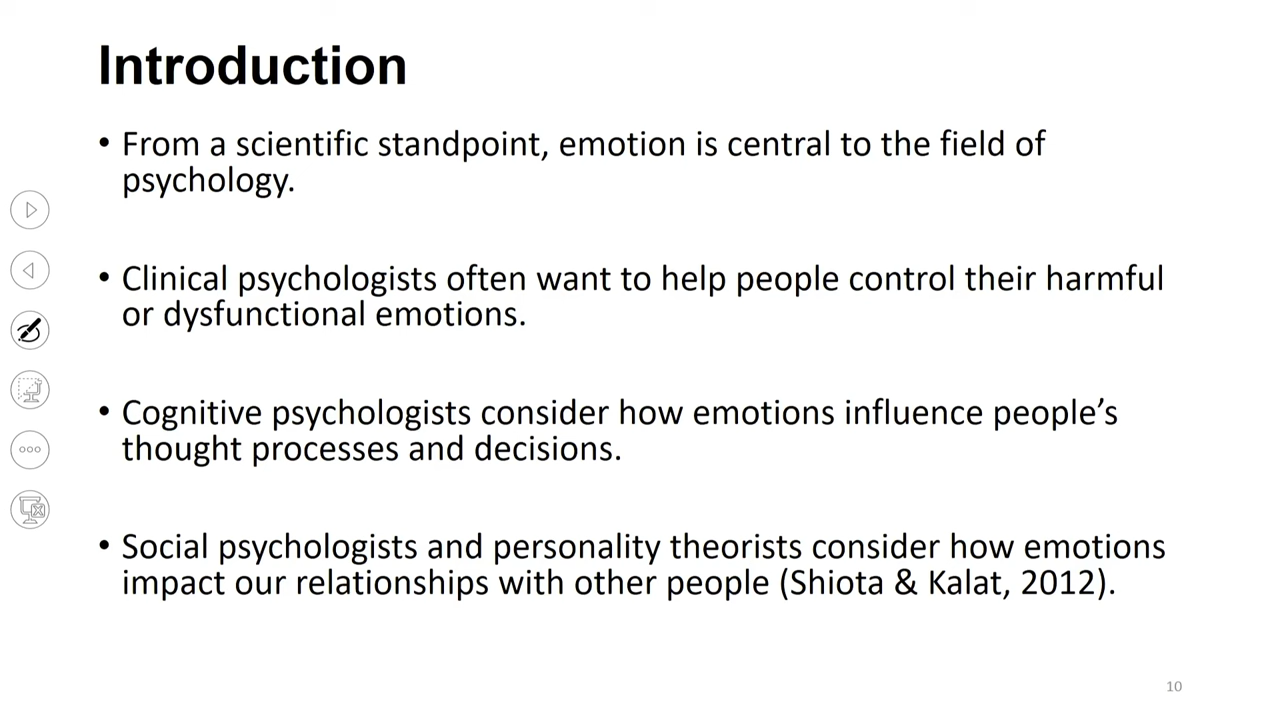 Introduction
• From a scientific standpoint, emotion is central to the field of
psychology.
• Clinical psychologists often want to help people control their harmful
or dysfunctional emotions.
• Cognitive psychologists consider how emotions influence people’s
thought processes and decisions.
• Social psychologists and personality theorists consider how emotions
impact our relationships with other people (Shiota & Kalat, 2012).
10